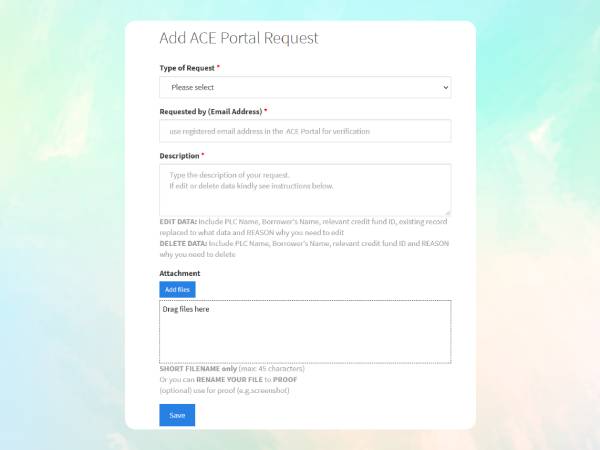 Add ACE Portal Request
Type of Request *
Please select
Requested by (Email Address) *
use registered email address in the ACE Portal for verification
Description *
Type the description of your request.
If edit or delete data kindly see instructions below.
EDIT DATA: Include PLC Name, Borrower's Name, relevant credit fund ID, existing record
replaced to what data and REASON why you need to edit
DELETE DATA: Include PLC Name, Borrower's Name, relevant credit fund ID and REASON
why you need to delete
Attachment
Add files
Drag files here
SHORT FILENAME only (max: 45 characters)
Or you can RENAME YOUR FILE to PROOF
(optional) use for proof (e.g.screenshot)
Save